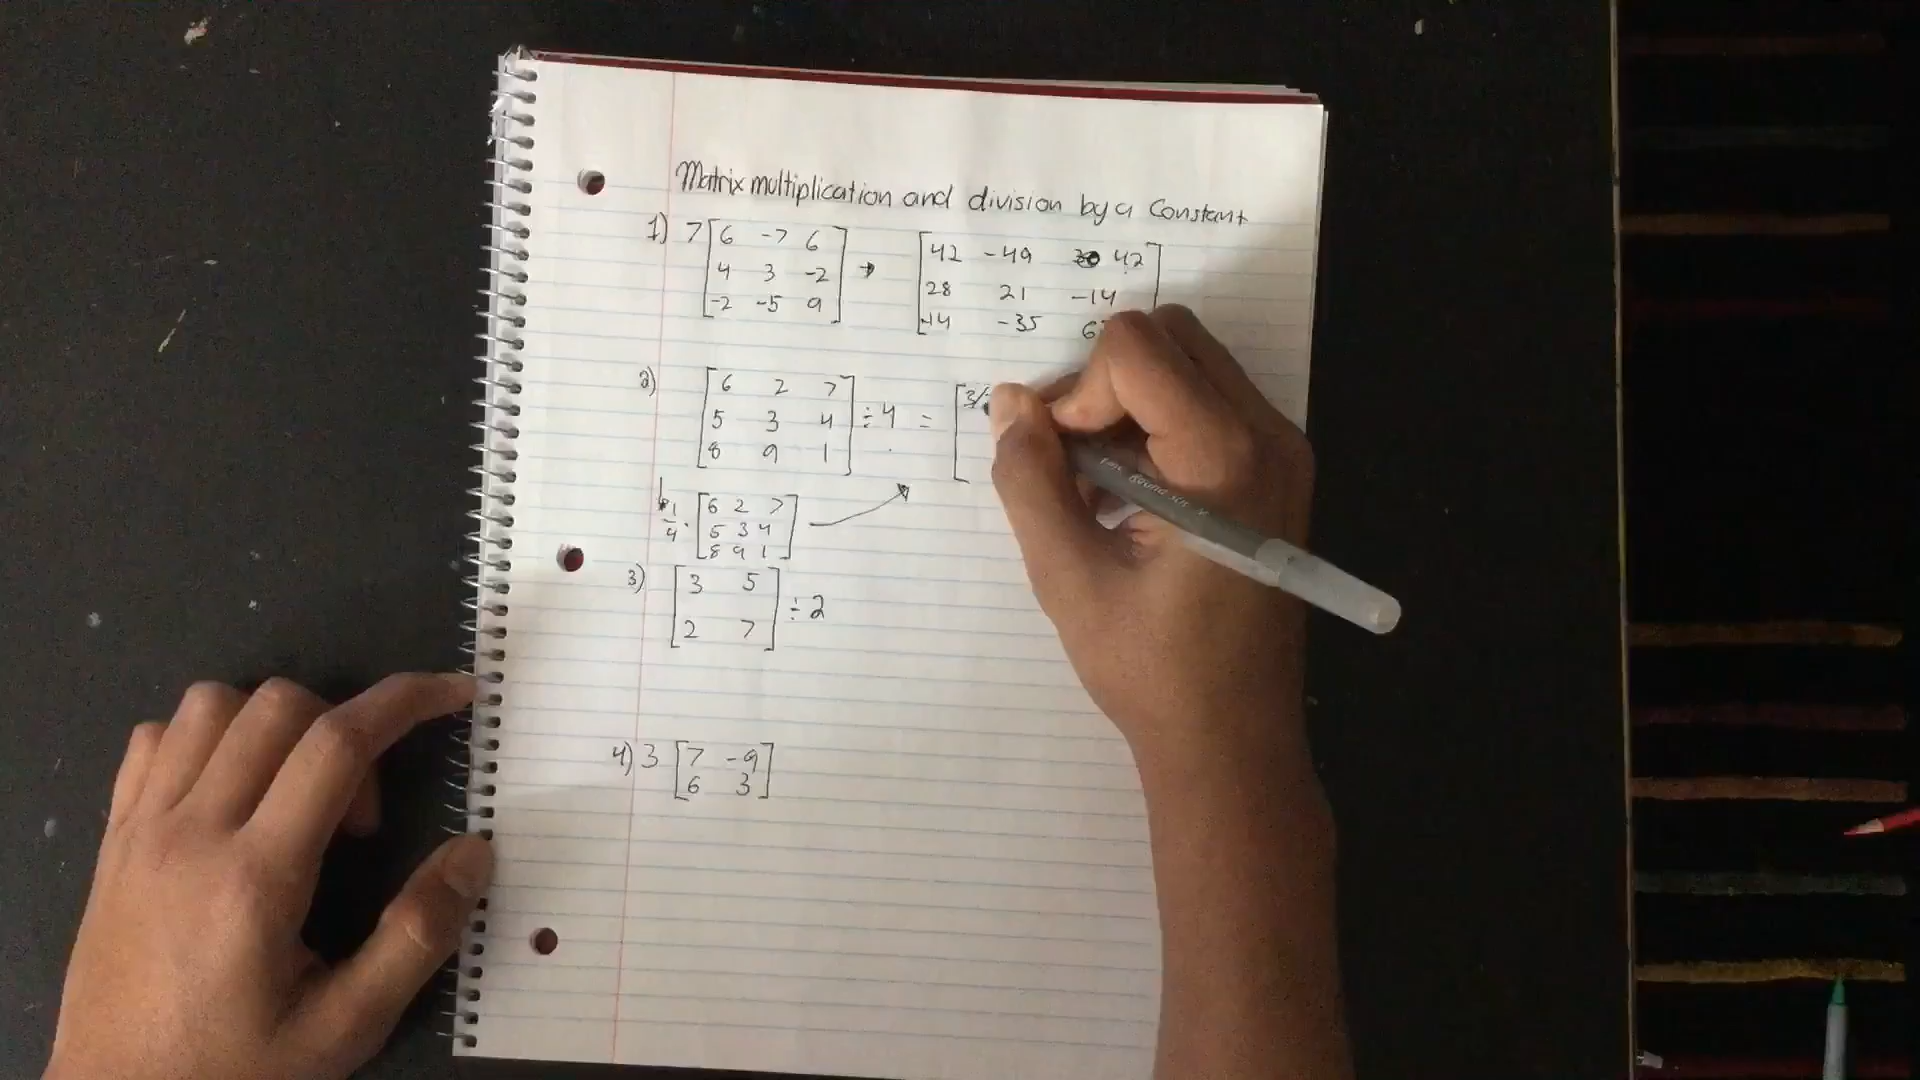 Matrix multiplication and division by a Constant
1) 7 [6 -7 6 → [42 -49 42
4 3 -2 28 21 -14
-2 -5 9] -14 -35
2) [6 2 7 = [3/
5 3 4 ÷ 4
8 9 1]
1/4 · [6 2 7
5 3 4
8 9 1]
3) [3 5
÷ 2
2 7]
4) 3 [7 -9
6 3]